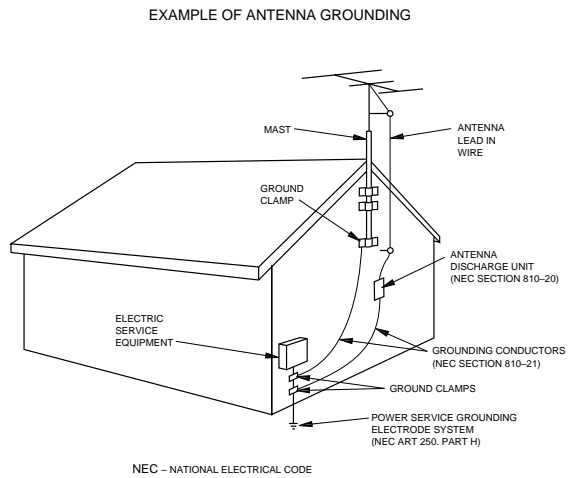 EXAMPLE OF ANTENNA GROUNDING
MAST
ANTENNA
LEAD IN
WIRE
GROUND
CLAMP
ANTENNA
DISCHARGE UNIT
(NEC SECTION 810–20)
ELECTRIC
SERVICE
EQUIPMENT
GROUNDING CONDUCTORS
(NEC SECTION 810–21)
GROUND CLAMPS
POWER SERVICE GROUNDING
ELECTRODE SYSTEM
(NEC ART 250. PART H)
NEC – NATIONAL ELECTRICAL CODE